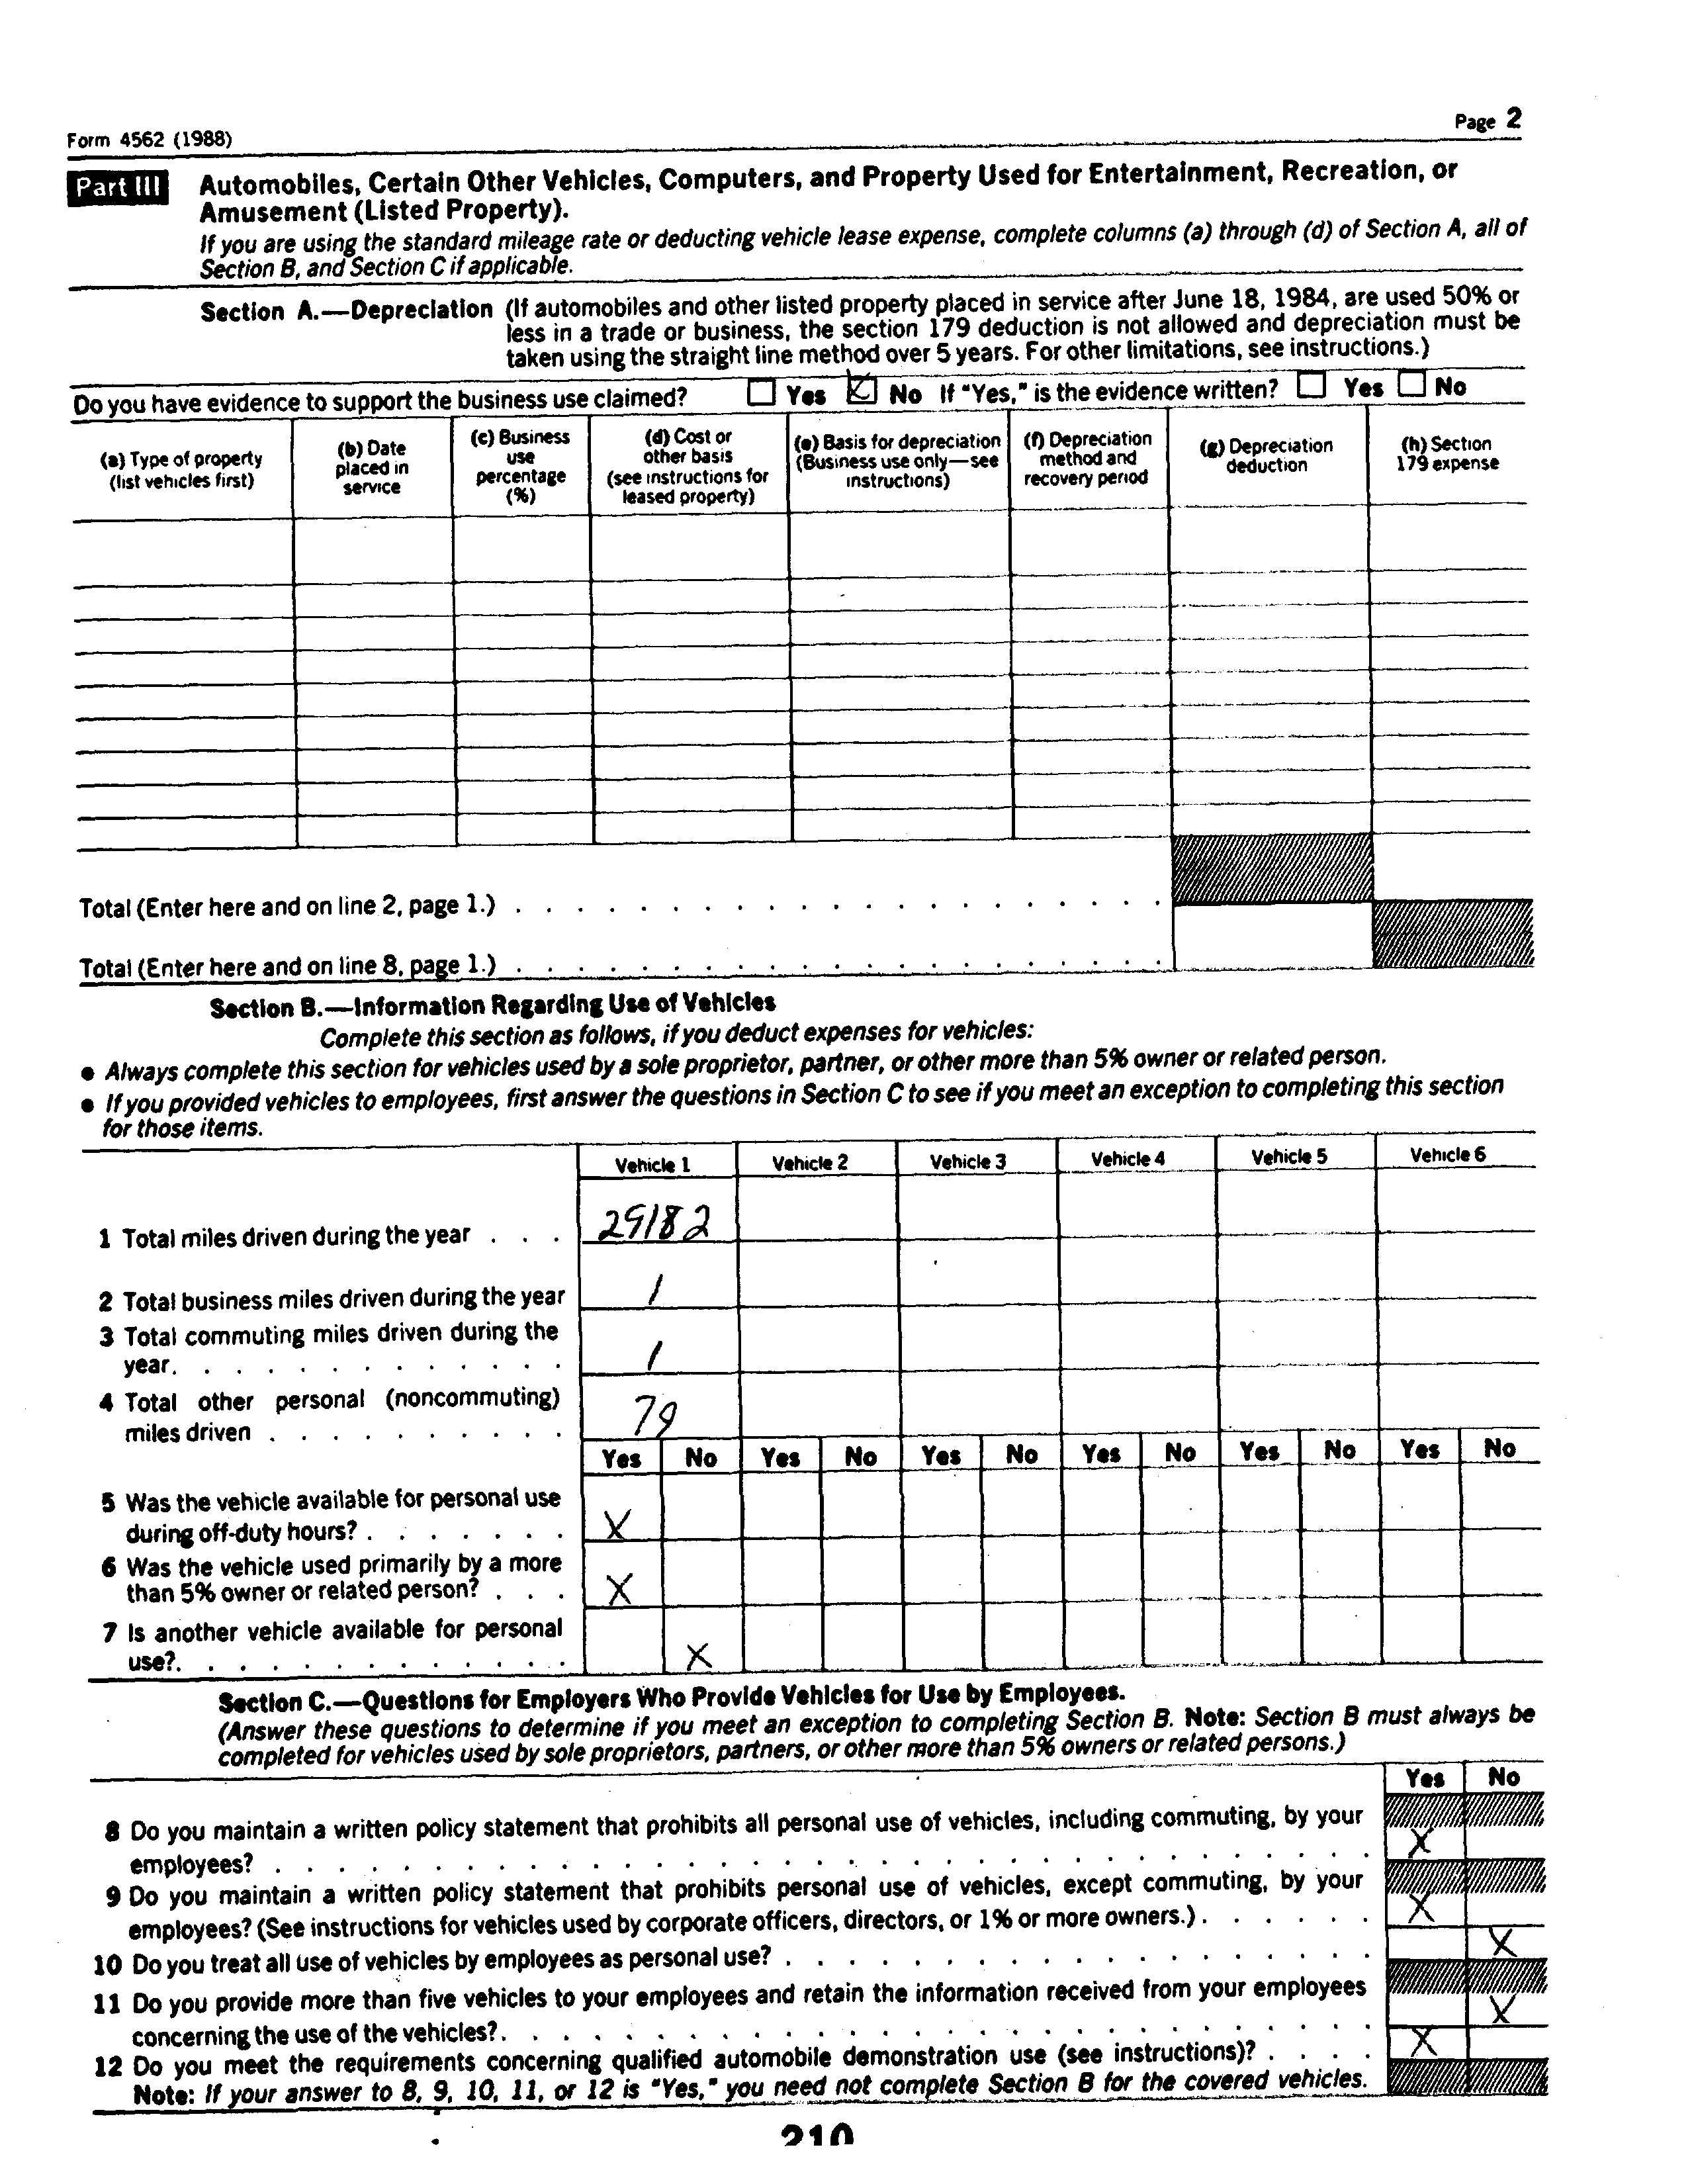 Form 4562 (1988)
Page 2
Part III Automobiles, Certain Other Vehicles, Computers, and Property Used for Entertainment, Recreation, or
Amusement (Listed Property).
If you are using the standard mileage rate or deducting vehicle lease expense, complete columns (a) through (d) of Section A, all of
Section B, and Section C if applicable.
Section A.—Depreciation (If automobiles and other listed property placed in service after June 18, 1984, are used 50% or
less in a trade or business, the section 179 deduction is not allowed and depreciation must be
taken using the straight line method over 5 years. For other limitations, see instructions.)
Do you have evidence to support the business use claimed? Yes No If "Yes," is the evidence written? Yes No
(a) Type of property
(list vehicles first)
(b) Date
placed in
service
(c) Business
use
percentage
(%)
(d) Cost or
other basis
(see instructions for
leased property)
(e) Basis for depreciation
(Business use only—see
instructions)
(f) Depreciation
method and
recovery period
(g) Depreciation
deduction
(h) Section
179 expense
Total (Enter here and on line 2, page 1.) . . . . . . . . . . . . . . . . . . . . .
Total (Enter here and on line 8, page 1.) . . . . . . . . . . . . . . . . . . . . .
Section B.—Information Regarding Use of Vehicles
Complete this section as follows, if you deduct expenses for vehicles:
● Always complete this section for vehicles used by a sole proprietor, partner, or other more than 5% owner or related person.
● If you provided vehicles to employees, first answer the questions in Section C to see if you meet an exception to completing this section
for those items.
Vehicle 1 Vehicle 2 Vehicle 3 Vehicle 4 Vehicle 5 Vehicle 6
1 Total miles driven during the year . . . 29182
2 Total business miles driven during the year 1
3 Total commuting miles driven during the
year. . . . . . . . . . . . . 1
4 Total other personal (noncommuting)
miles driven . . . . . . . . . . 79
Yes No Yes No Yes No Yes No Yes No Yes No
5 Was the vehicle available for personal use
during off-duty hours? . . . . . . . X
6 Was the vehicle used primarily by a more
than 5% owner or related person? . . . X
7 Is another vehicle available for personal
use?. . . . . . . . . . . . . X
Section C.—Questions for Employers Who Provide Vehicles for Use by Employees.
(Answer these questions to determine if you meet an exception to completing Section B. Note: Section B must always be
completed for vehicles used by sole proprietors, partners, or other more than 5% owners or related persons.)
Yes No
8 Do you maintain a written policy statement that prohibits all personal use of vehicles, including commuting, by your
employees? . . . . . . . . . . . . . . . . . . . . . . . . . . . . . . . . . . X
9 Do you maintain a written policy statement that prohibits personal use of vehicles, except commuting, by your
employees? (See instructions for vehicles used by corporate officers, directors, or 1% or more owners.) . . . . . . X
10 Do you treat all use of vehicles by employees as personal use? . . . . . . . . . . . . . . . . . . . X
11 Do you provide more than five vehicles to your employees and retain the information received from your employees
concerning the use of the vehicles?. . . . . . . . . . . . . . . . . . . . . . . . . . . . X
12 Do you meet the requirements concerning qualified automobile demonstration use (see instructions)? . . . . X
Note: If your answer to 8, 9, 10, 11, or 12 is "Yes," you need not complete Section B for the covered vehicles.
210